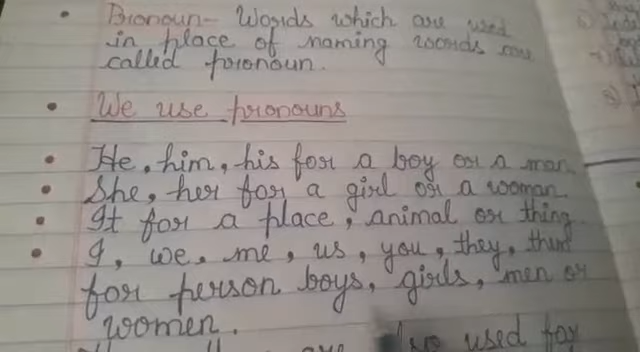 • Pronoun- Words which are used
in place of naming words are
called pronoun.
• We use pronouns
• He, him, his for a boy or a man
• She, her for a girl or a woman
• It for a place, animal or thing
• I, we, me, us, you, they, them
for person boys, girls, men or
women.
used for